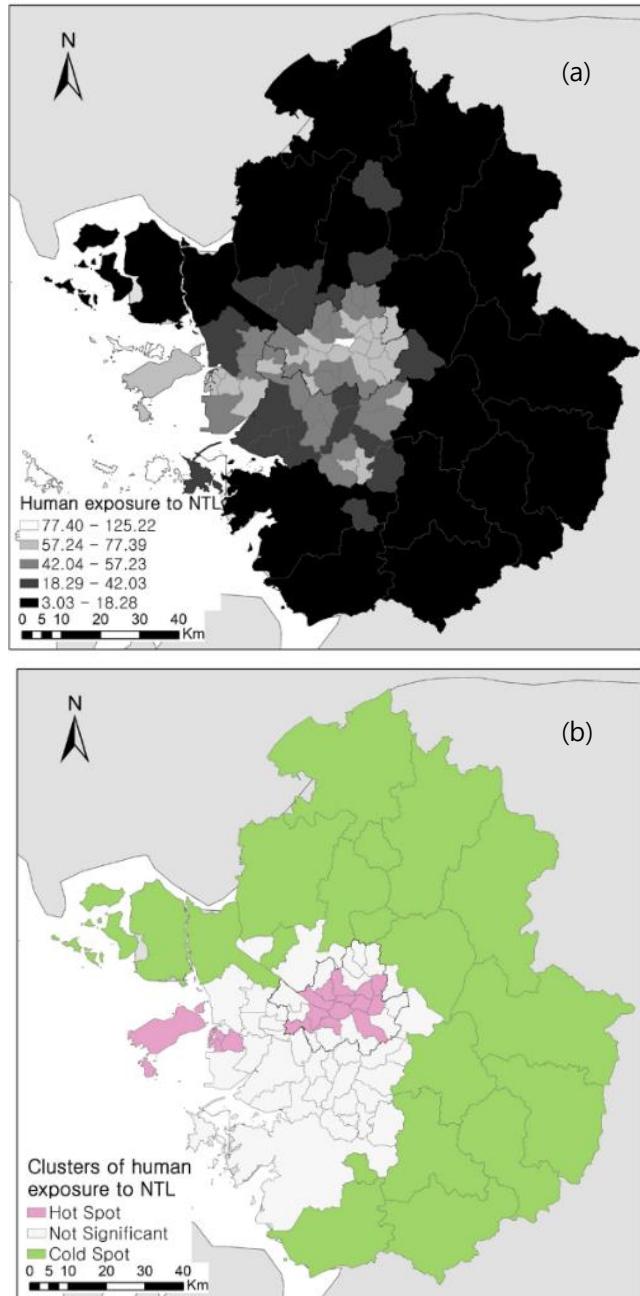 N
(a)
Human exposure to NTL
77.40 - 125.22
57.24 - 77.39
42.04 - 57.23
18.29 - 42.03
3.03 - 18.28
0 5 10 20 30 40
Km
N
(b)
Clusters of human
exposure to NTL
Hot Spot
Not Significant
Cold Spot
0 5 10 20 30 40
Km